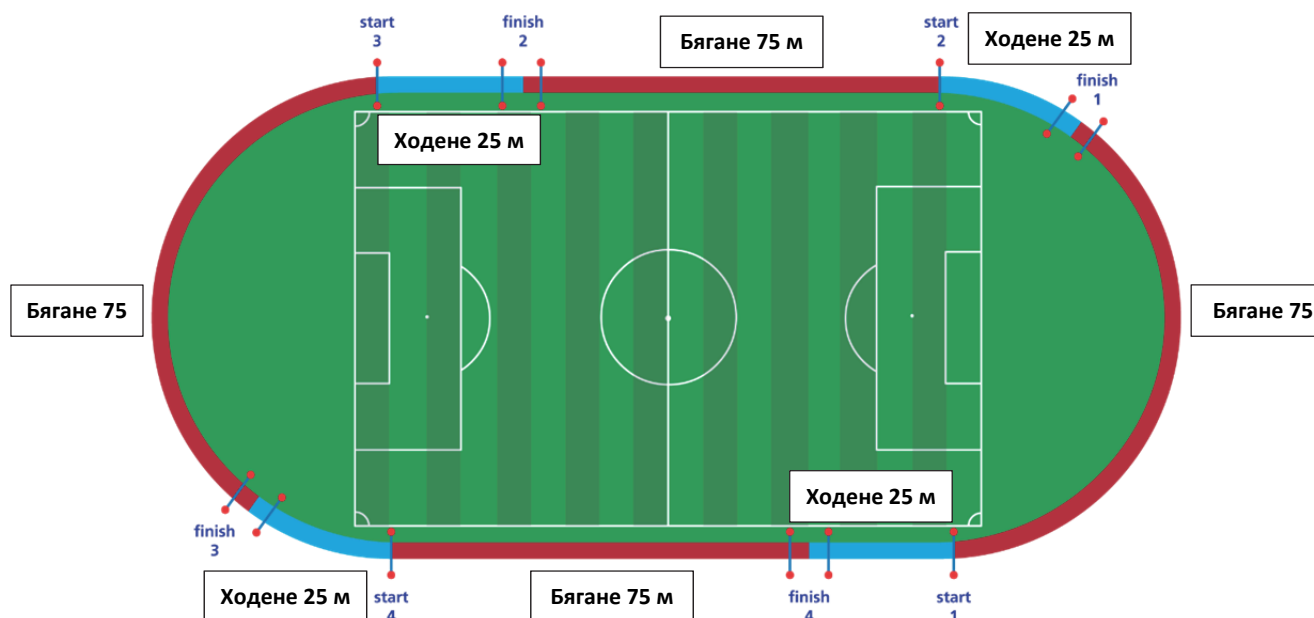 start
3
finish
2
Бягане 75 м
start
2
Ходене 25 м
finish
1
Ходене 25 м
Бягане 75
Бягане 75
Ходене 25 м
finish
3
Ходене 25 м
start
4
Бягане 75 м
finish
4
start
1